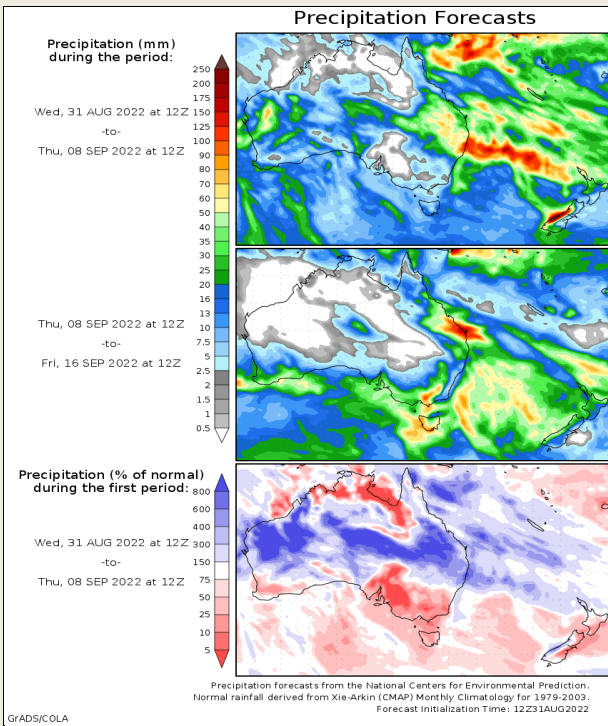 Precipitation Forecasts
Precipitation (mm)
during the period:
Wed, 31 AUG 2022 at 12Z
-to-
Thu, 08 SEP 2022 at 12Z
250
200
175
150
125
100
90
80
70
60
50
40
35
30
25
20
16
13
10
7.5
5
2.5
2
1.5
1
0.5
Thu, 08 SEP 2022 at 12Z
-to-
Fri, 16 SEP 2022 at 12Z
Precipitation (% of normal)
during the first period:
Wed, 31 AUG 2022 at 12Z
-to-
Thu, 08 SEP 2022 at 12Z
800
600
400
300
150
75
50
25
10
5
Precipitation forecasts from the National Centers for Environmental Prediction.
Normal rainfall derived from Xie-Arkin (CMAP) Monthly Climatology for 1979-2003.
Forecast Initialization Time: 12Z31AUG2022
GrADS/COLA